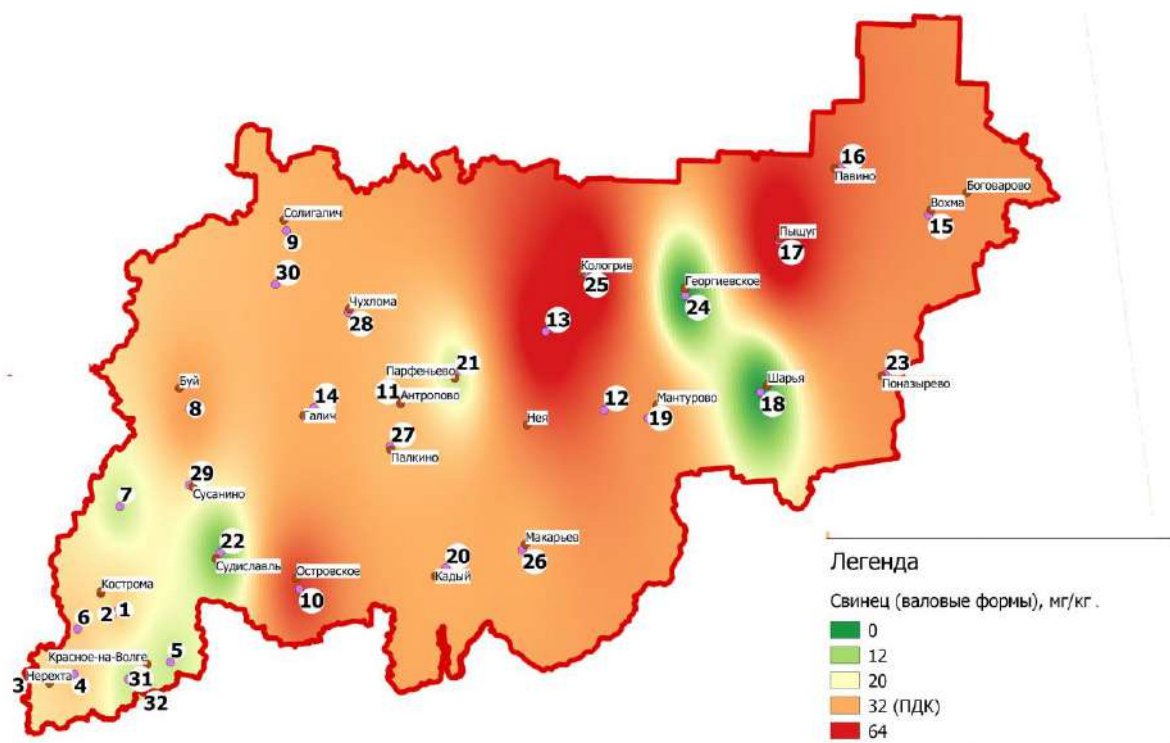 16
Павино
Боговарово
Вохма
15
Солигалич
9
Пыщуг
17
30
Кологрив
25
Георгиевское
24
Чухлома
28
13
21
Парфеньево
23
Поназырево
Буй
8
14
Галич
11
Антропово
12
Мантурово
19
Шарья
18
Нея
27
Палкино
29
Сусанино
7
22
Судиславль
Макарьев
26
20
Кадый
Островское
10
Кострома
2
1
6
Красное-на-Волге
5
3
Нерехта
4
31
32
Легенда
Свинец (валовые формы), мг/кг .
0
12
20
32 (ПДК)
64